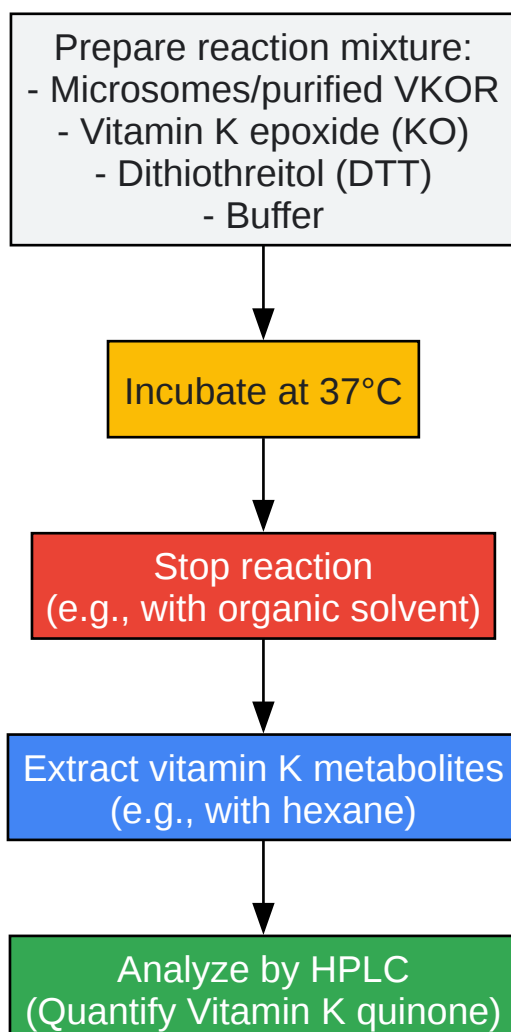 Prepare reaction mixture:
- Microsomes/purified VKOR
- Vitamin K epoxide (KO)
- Dithiothreitol (DTT)
- Buffer
Incubate at 37°C
Stop reaction
(e.g., with organic solvent)
Extract vitamin K metabolites
(e.g., with hexane)
Analyze by HPLC
(Quantify Vitamin K quinone)